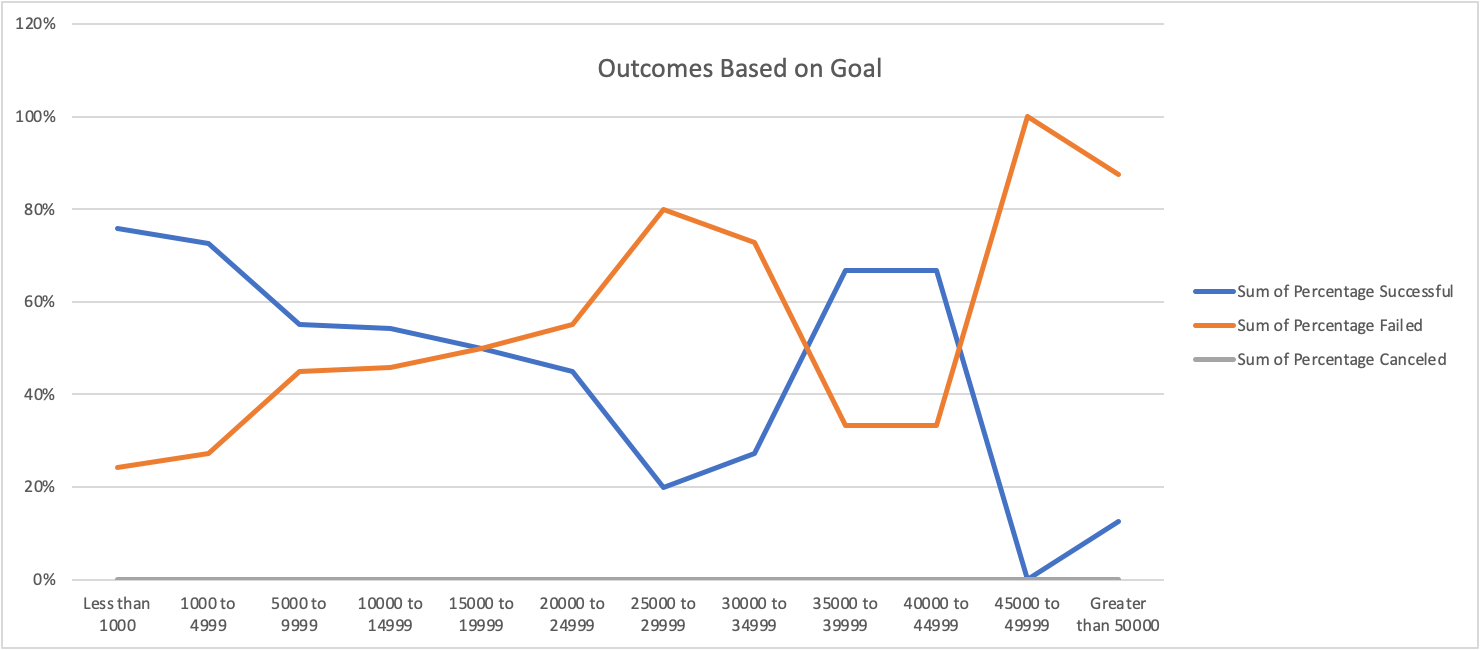 Outcomes Based on Goal
120%
100%
80%
60%
40%
20%
0%
Less than
1000
1000 to
4999
5000 to
9999
10000 to
14999
15000 to
19999
20000 to
24999
25000 to
29999
30000 to
34999
35000 to
39999
40000 to
44999
45000 to
49999
Greater
than 50000
Sum of Percentage Successful
Sum of Percentage Failed
Sum of Percentage Canceled